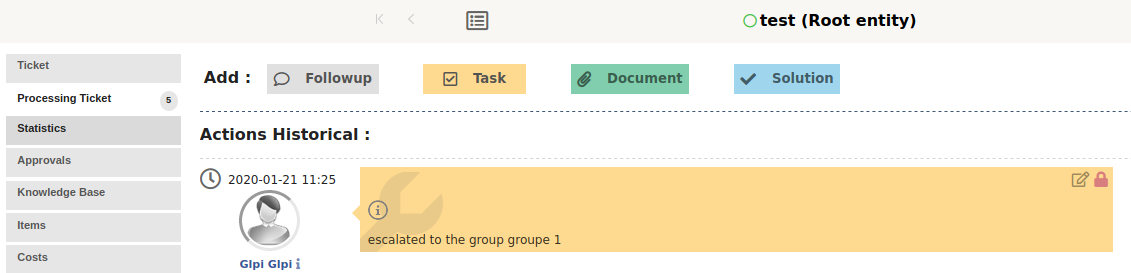 test (Root entity)
Ticket
Processing Ticket 5
Statistics
Approvals
Knowledge Base
Items
Costs
Add : Followup Task Document Solution
Actions Historical :
2020-01-21 11:25
Glpi Glpi
escalated to the group groupe 1